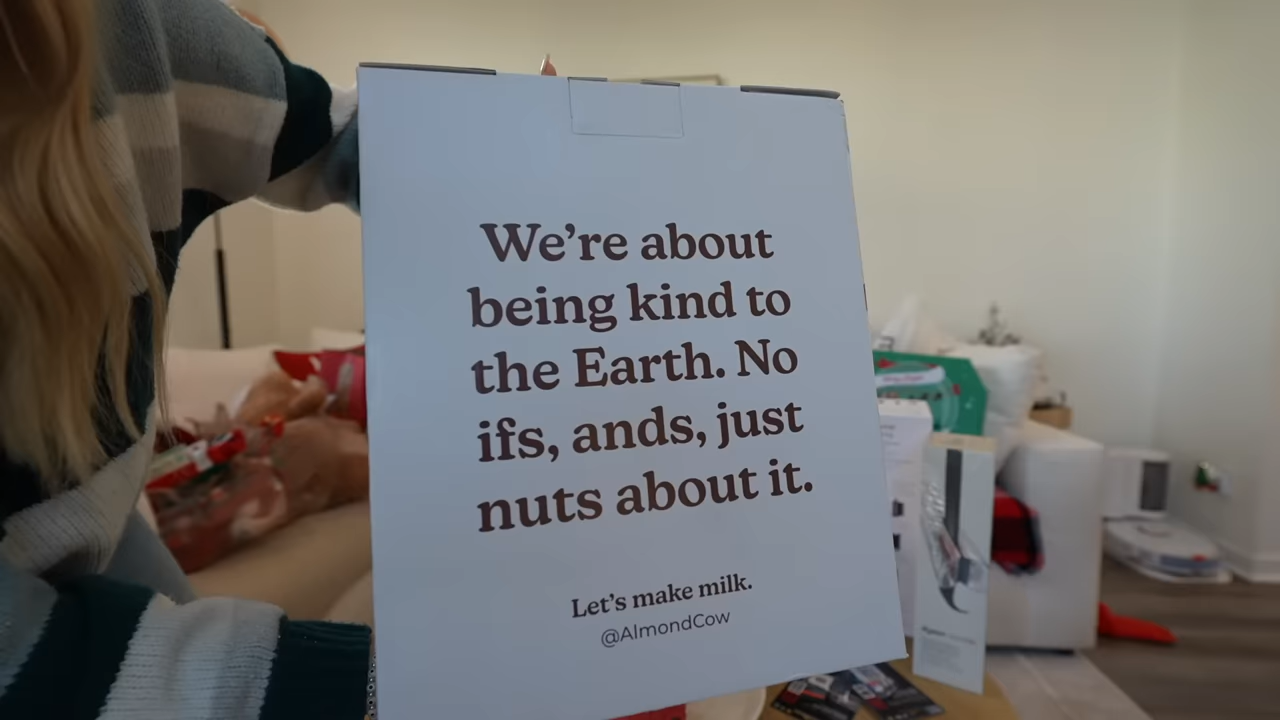 We're about
being kind to
the Earth. No
ifs, ands, just
nuts about it.
Let's make milk.
@AlmondCow